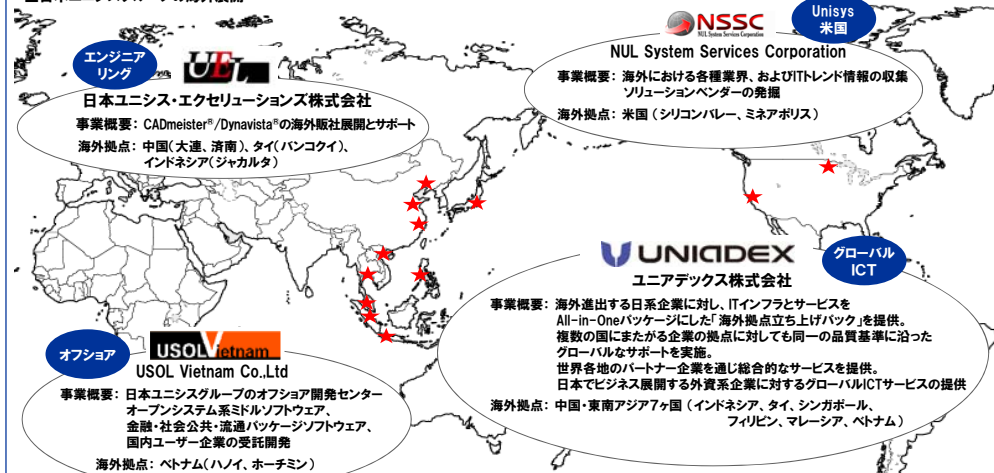 エンジニア
リング
UEL
日本ユニシス・エクセリューションズ株式会社
事業概要: CADmeister®/Dynavista®の海外販社展開とサポート
海外拠点: 中国(大連、済南)、タイ(バンコクイ)、
インドネシア(ジャカルタ)
Unisys
米国
NSSC
NUL System Services Corporation
NUL System Services Corporation
事業概要: 海外における各種業界、およびITトレンド情報の収集
ソリューションベンダーの発掘
海外拠点: 米国(シリコンバレー、ミネアポリス)
グローバル
ICT
UNIADEX
ユニアデックス株式会社
事業概要: 海外進出する日系企業に対し、ITインフラとサービスを
All-in-Oneパッケージにした「海外拠点立ち上げパック」を提供。
複数の国にまたがる企業の拠点に対しても同一の品質基準に沿った
グローバルなサポートを実施。
世界各地のパートナー企業を通じ総合的なサービスを提供。
日本でビジネス展開する外資系企業に対するグローバルICTサービスの提供
海外拠点: 中国・東南アジア7ヶ国(インドネシア、タイ、シンガポール、
フィリピン、マレーシア、ベトナム)
オフショア
USOL Vietnam
USOL Vietnam Co.,Ltd
事業概要: 日本ユニシスグループのオフショア開発センター
オープンシステム系ミドルソフトウェア、
金融・社会公共・流通パッケージソフトウェア、
国内ユーザー企業の受託開発
海外拠点: ベトナム(ハノイ、ホーチミン)